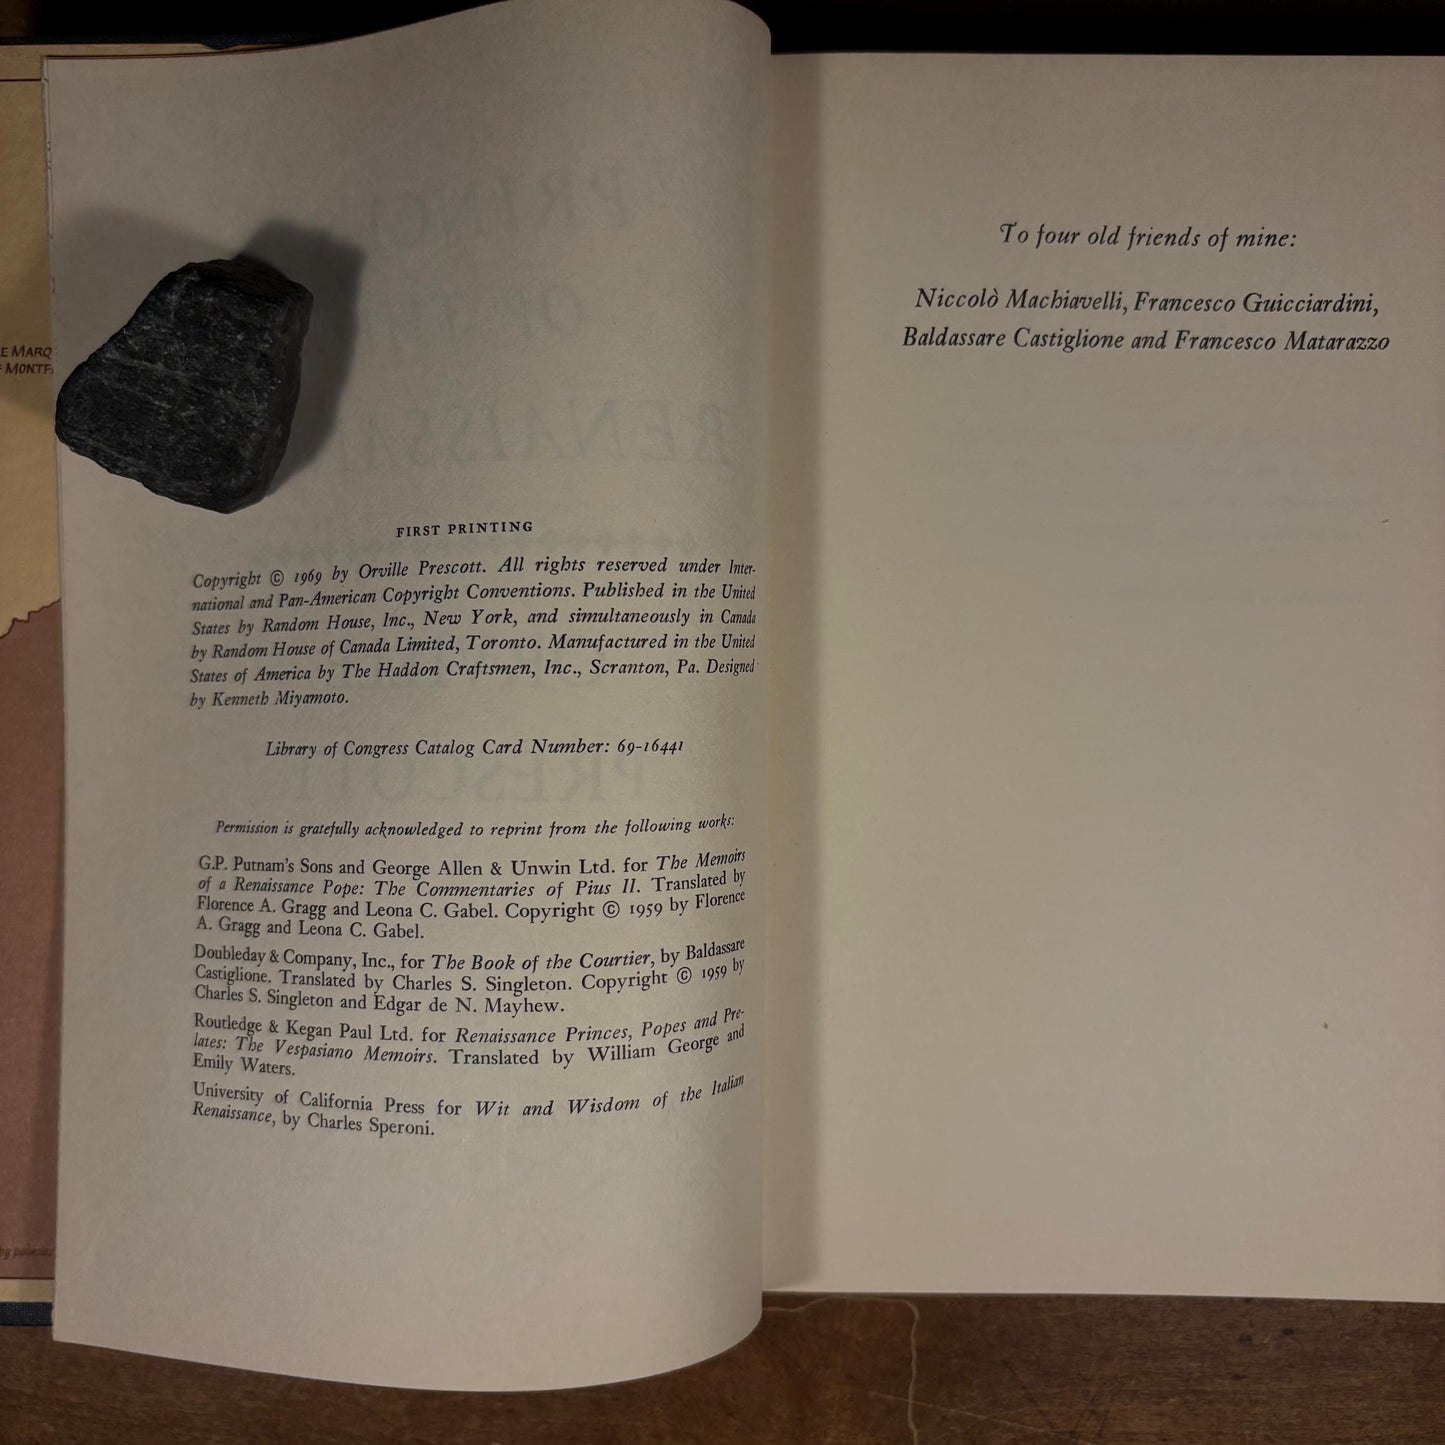 E MARQ
MONTF
FIRST PRINTING
Copyright © 1969 by Orville Prescott. All rights reserved under Inter-
national and Pan-American Copyright Conventions. Published in the United
States by Random House, Inc., New York, and simultaneously in Canada
by Random House of Canada Limited, Toronto. Manufactured in the United
States of America by The Haddon Craftsmen, Inc., Scranton, Pa. Designed
by Kenneth Miyamoto.
Library of Congress Catalog Card Number: 69-16441
Permission is gratefully acknowledged to reprint from the following works:
G.P. Putnam's Sons and George Allen & Unwin Ltd. for The Memoirs
of a Renaissance Pope: The Commentaries of Pius II. Translated by
Florence A. Gragg and Leona C. Gabel. Copyright © 1959 by Florence
A. Gragg and Leona C. Gabel.
Doubleday & Company, Inc., for The Book of the Courtier, by Baldassare
Castiglione. Translated by Charles S. Singleton. Copyright © 1959 by
Charles S. Singleton and Edgar de N. Mayhew.
Routledge & Kegan Paul Ltd. for Renaissance Princes, Popes and Pre-
lates: The Vespasiano Memoirs. Translated by William George and
Emily Waters.
University of California Press for Wit and Wisdom of the Italian
Renaissance, by Charles Speroni.
To four old friends of mine:
Niccolò Machiavelli, Francesco Guicciardini,
Baldassare Castiglione and Francesco Matarazzo